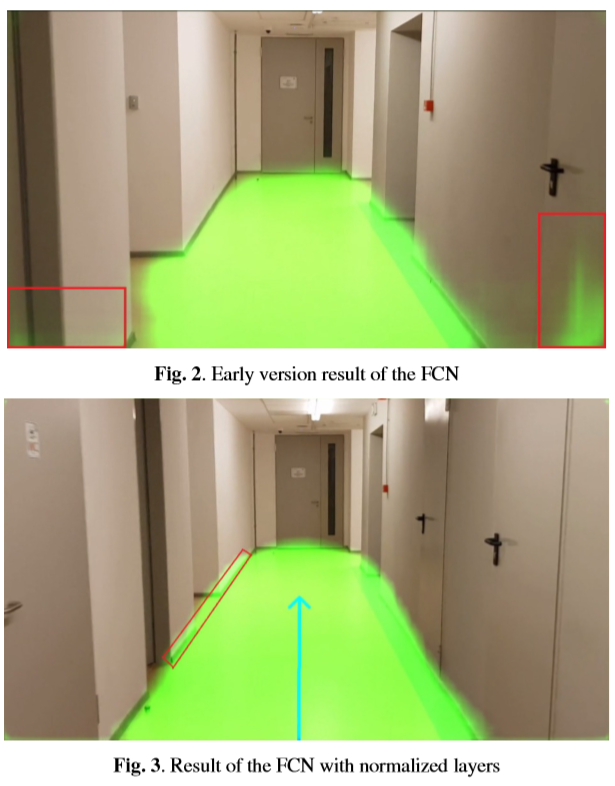 Fig. 2. Early version result of the FCN
Fig. 3. Result of the FCN with normalized layers